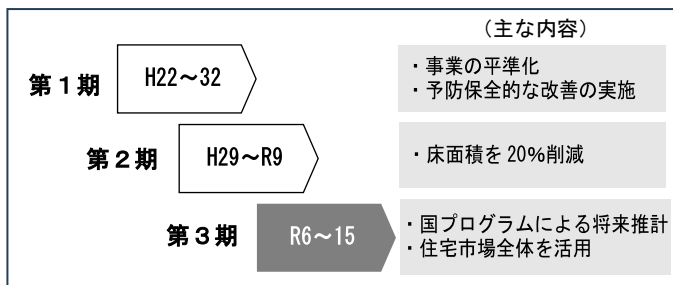 （主な内容）
第１期 H22～32
・事業の平準化
・予防保全的な改善の実施
第２期 H29～R9
・床面積を20%削減
第３期 R6～15
・国プログラムによる将来推計
・住宅市場全体を活用